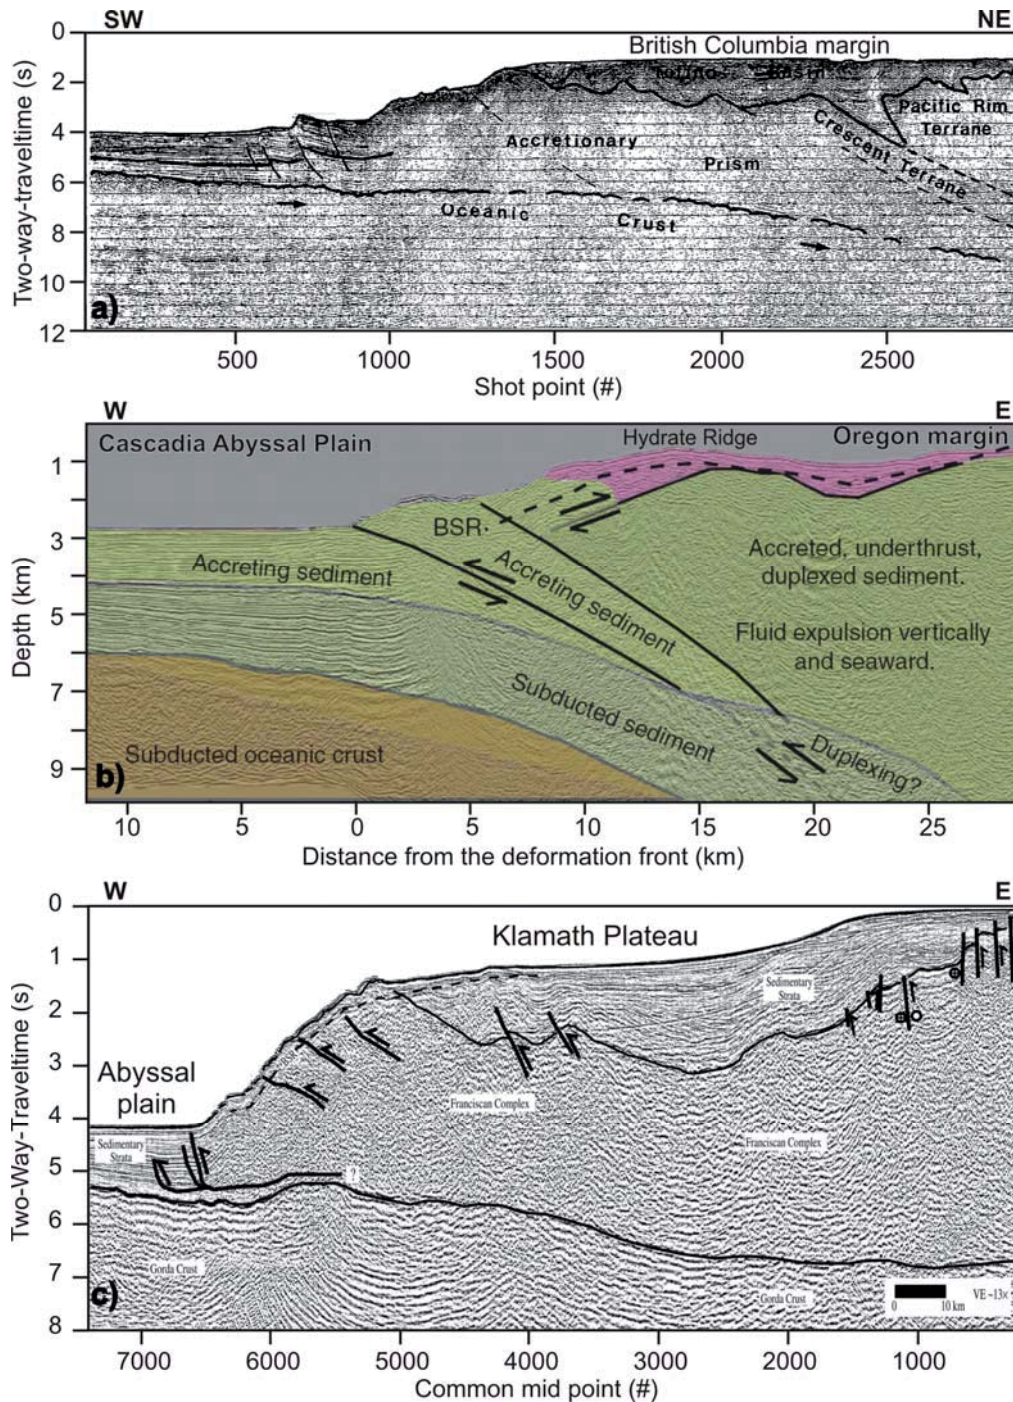 SW
NE
British Columbia margin
Tofino Basin
Pacific Rim
Terrane
Crescent Terrane
Accretionary
Prism
Oceanic
Crust
Two-way-traveltime (s)
0
2
4
6
8
10
12
a)
500
1000
1500
2000
2500
Shot point (#)
W
E
Cascadia Abyssal Plain
Hydrate Ridge
Oregon margin
BSR
Accreting sediment
Accreting sediment
Accreted, underthrust,
duplexed sediment.
Fluid expulsion vertically
and seaward.
Subducted sediment
Duplexing?
Subducted oceanic crust
Depth (km)
1
3
5
7
9
b)
10
5
0
5
10
15
20
25
Distance from the deformation front (km)
W
E
Klamath Plateau
Sedimentary
Strata
Abyssal
plain
Sedimentary
Strata
Franciscan Complex
Franciscan Complex
?
Gorda Crust
Gorda Crust
VE ~13×
0
10 km
Two-Way-Traveltime (s)
0
1
2
3
4
5
6
7
8
c)
7000
6000
5000
4000
3000
2000
1000
Common mid point (#)